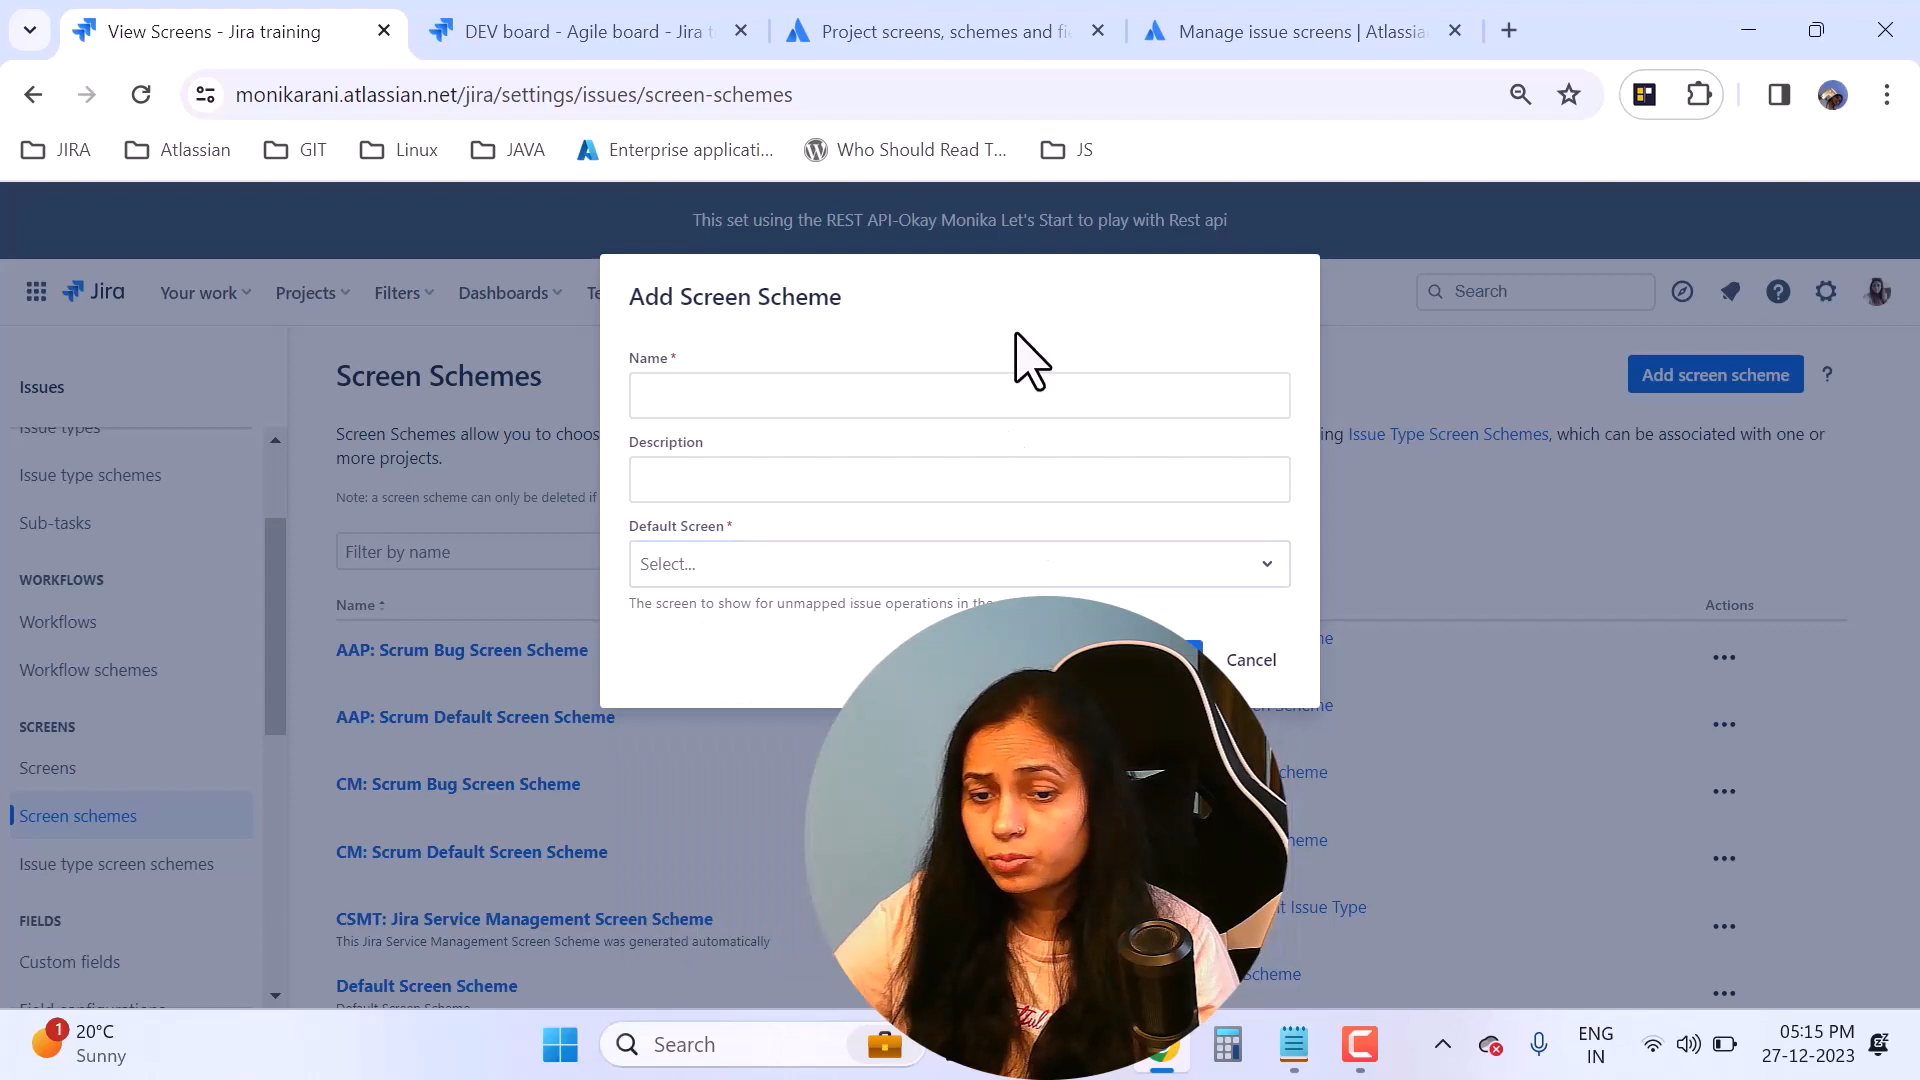 View Screens - Jira training
DEV board - Agile board - Jira t
Project screens, schemes and fi
Manage issue screens | Atlassia
monikarani.atlassian.net/jira/settings/issues/screen-schemes
JIRA
Atlassian
GIT
Linux
JAVA
Enterprise applicati...
Who Should Read T...
JS
This set using the REST API-Okay Monika Let's Start to play with Rest api
Jira
Your work
Projects
Filters
Dashboards
Te
Search
Add Screen Scheme
Name *
Description
Default Screen *
Select...
The screen to show for unmapped issue operations in the
Cancel
Issues
Issue types
Issue type schemes
Sub-tasks
WORKFLOWS
Workflows
Workflow schemes
SCREENS
Screens
Screen schemes
Issue type screen schemes
FIELDS
Custom fields
Field configurations
Screen Schemes
Add screen scheme
?
Screen Schemes allow you to choos
ing Issue Type Screen Schemes, which can be associated with one or
more projects.
Note: a screen scheme can only be deleted if
Filter by name
Name
Actions
AAP: Scrum Bug Screen Scheme
me
AAP: Scrum Default Screen Scheme
en Scheme
CM: Scrum Bug Screen Scheme
cheme
CM: Scrum Default Screen Scheme
heme
CSMT: Jira Service Management Screen Scheme
t Issue Type
This Jira Service Management Screen Scheme was generated automatically
Default Screen Scheme
Scheme
Default Screen Scheme
1
20°C
Sunny
Search
ENG
IN
05:15 PM
27-12-2023